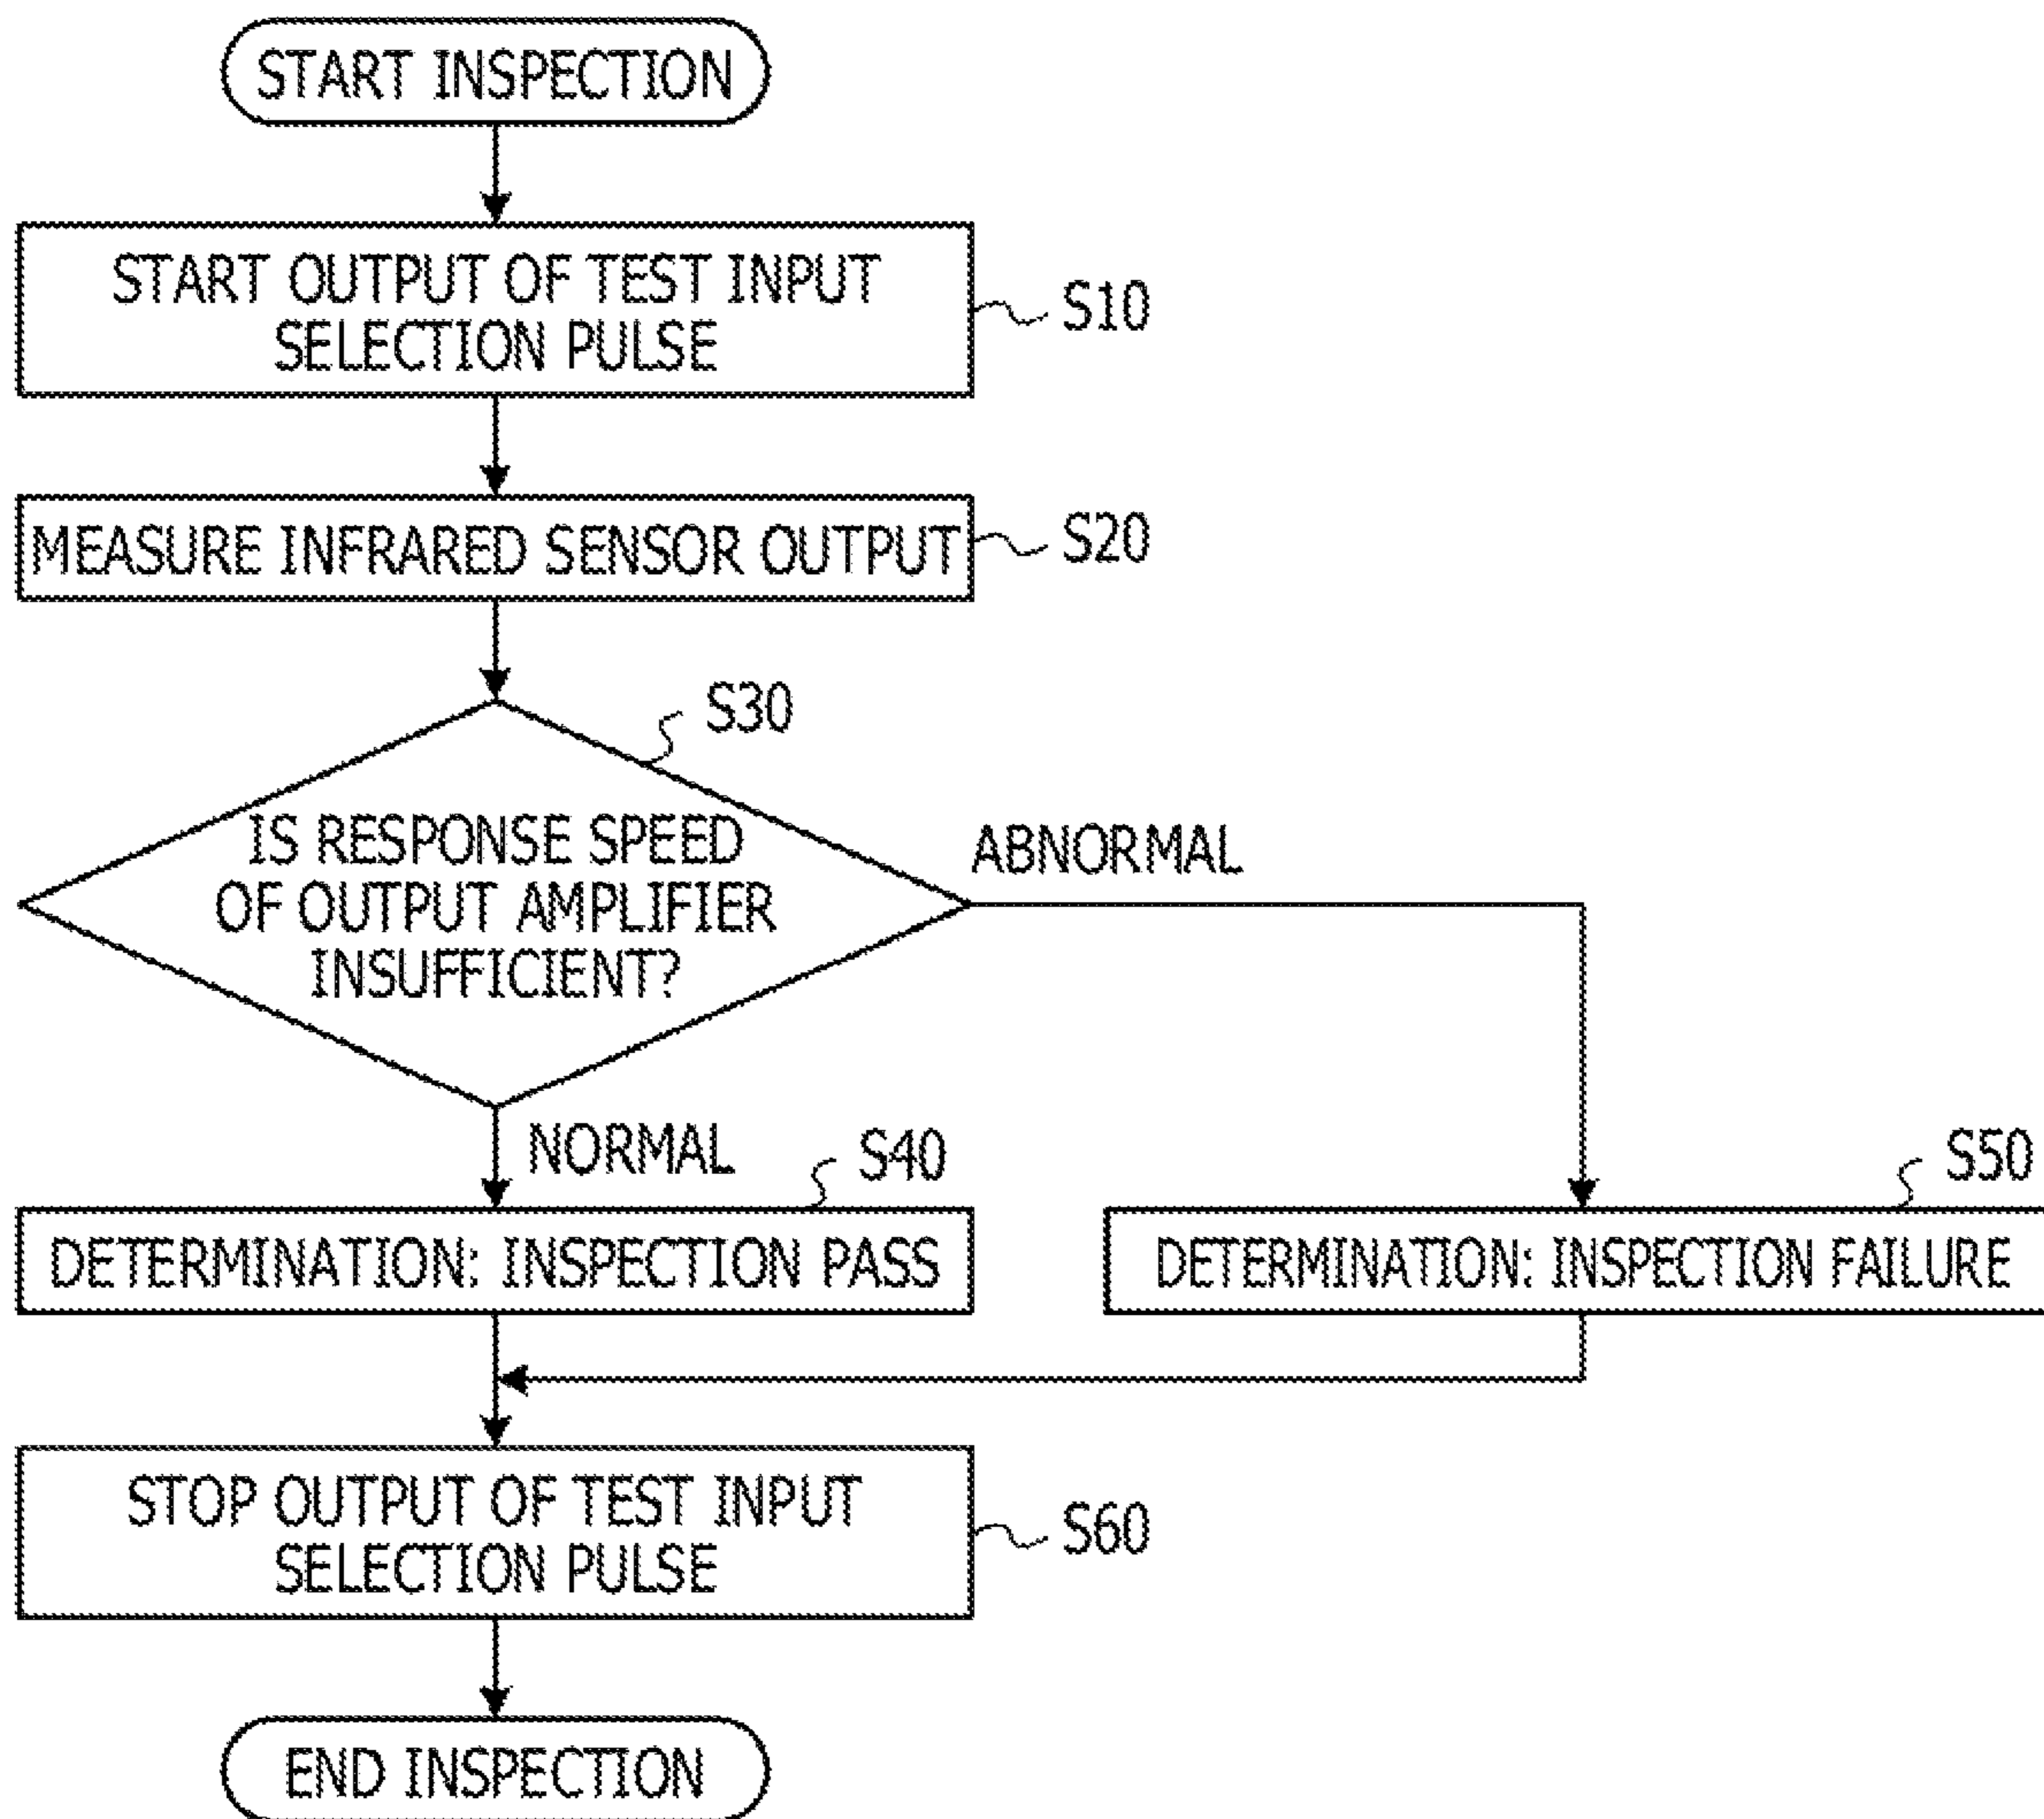 START INSPECTION
START OUTPUT OF TEST INPUT
SELECTION PULSE
S10
MEASURE INFRARED SENSOR OUTPUT
S20
S30
IS RESPONSE SPEED
OF OUTPUT AMPLIFIER
INSUFFICIENT?
ABNORMAL
NORMAL
S40
S50
DETERMINATION: INSPECTION PASS
DETERMINATION: INSPECTION FAILURE
STOP OUTPUT OF TEST INPUT
SELECTION PULSE
S60
END INSPECTION